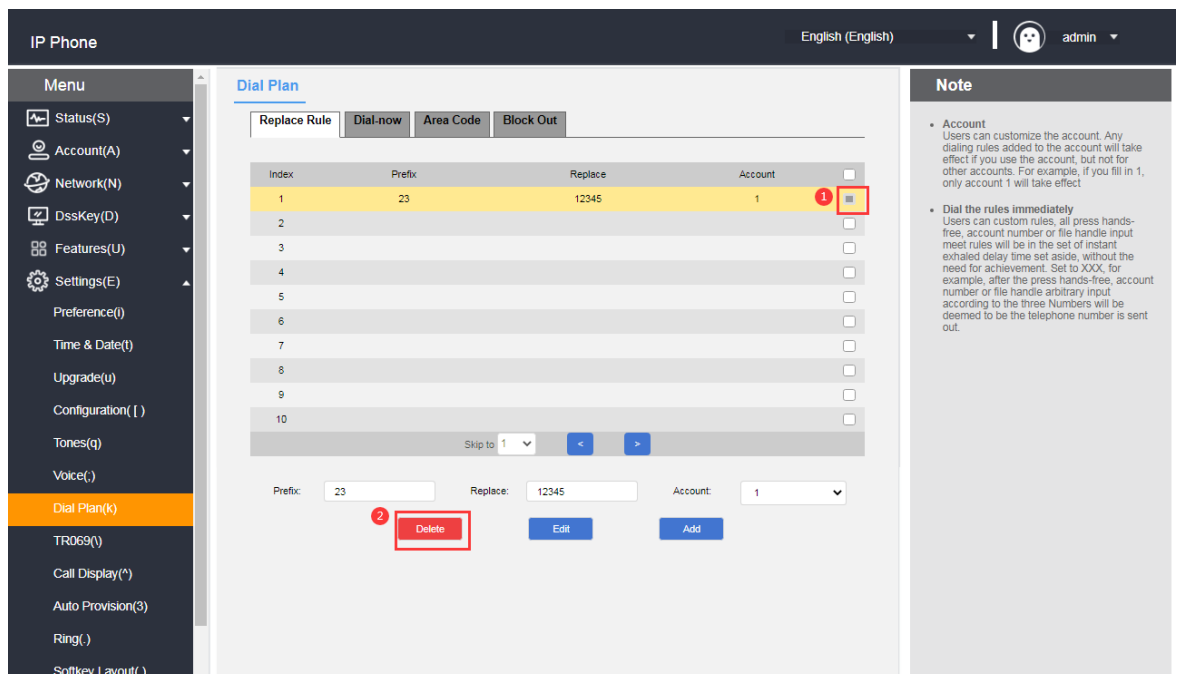 IP Phone
English (English)
admin
Menu
Status(S)
Account(A)
Network(N)
DssKey(D)
Features(U)
Settings(E)
Preference(i)
Time & Date(t)
Upgrade(u)
Configuration( [ )
Tones(q)
Voice(;)
Dial Plan(k)
TR069(\)
Call Display(^)
Auto Provision(3)
Ring(.)
Softkey Layout( )
Dial Plan
Replace Rule Dial-now Area Code Block Out
Index Prefix Replace Account
1 23 12345 1 1
2
3
4
5
6
7
8
9
10
Skip to 1 < >
Prefix: 23 Replace: 12345 Account: 1
2 Delete Edit Add
Note
• Account
Users can customize the account. Any
dialing rules added to the account will take
effect if you use the account, but not for
other accounts. For example, if you fill in 1,
only account 1 will take effect
• Dial the rules immediately
Users can custom rules, all press hands-
free, account number or file handle input
meet rules will be in the set of instant
exhaled delay time set aside, without the
need for achievement. Set to XXX, for
example, after the press hands-free, account
number or file handle arbitrary input
according to the three Numbers will be
deemed to be the telephone number is sent
out.